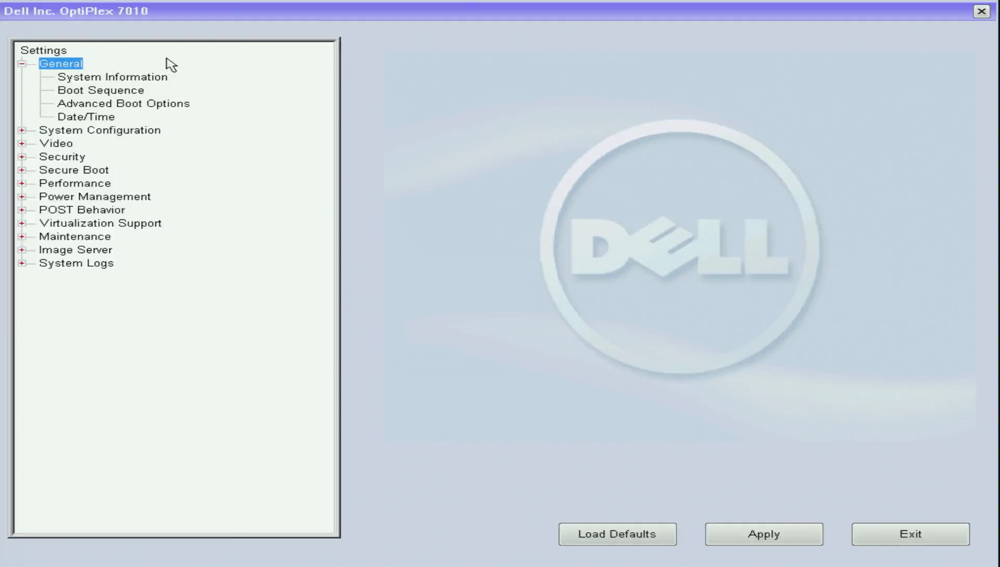 Dell Inc. OptiPlex 7010
Settings
General
System Information
Boot Sequence
Advanced Boot Options
Date/Time
System Configuration
Video
Security
Secure Boot
Performance
Power Management
POST Behavior
Virtualization Support
Maintenance
Image Server
System Logs
DELL
Load Defaults
Apply
Exit